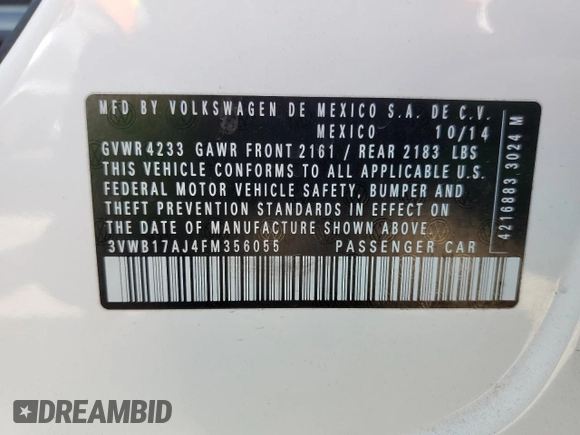 MFD BY VOLKSWAGEN DE MEXICO S.A. DE C.V.
MEXICO 10/14
GVWR 4233 GAWR FRONT 2161 / REAR 2183 LBS
THIS VEHICLE CONFORMS TO ALL APPLICABLE U.S.
FEDERAL MOTOR VEHICLE SAFETY, BUMPER AND
THEFT PREVENTION STANDARDS IN EFFECT ON
THE DATE OF MANUFACTURE SHOWN ABOVE.
3VWB17AJ4FM356055 PASSENGER CAR
4216883 3024 M
DREAMBID